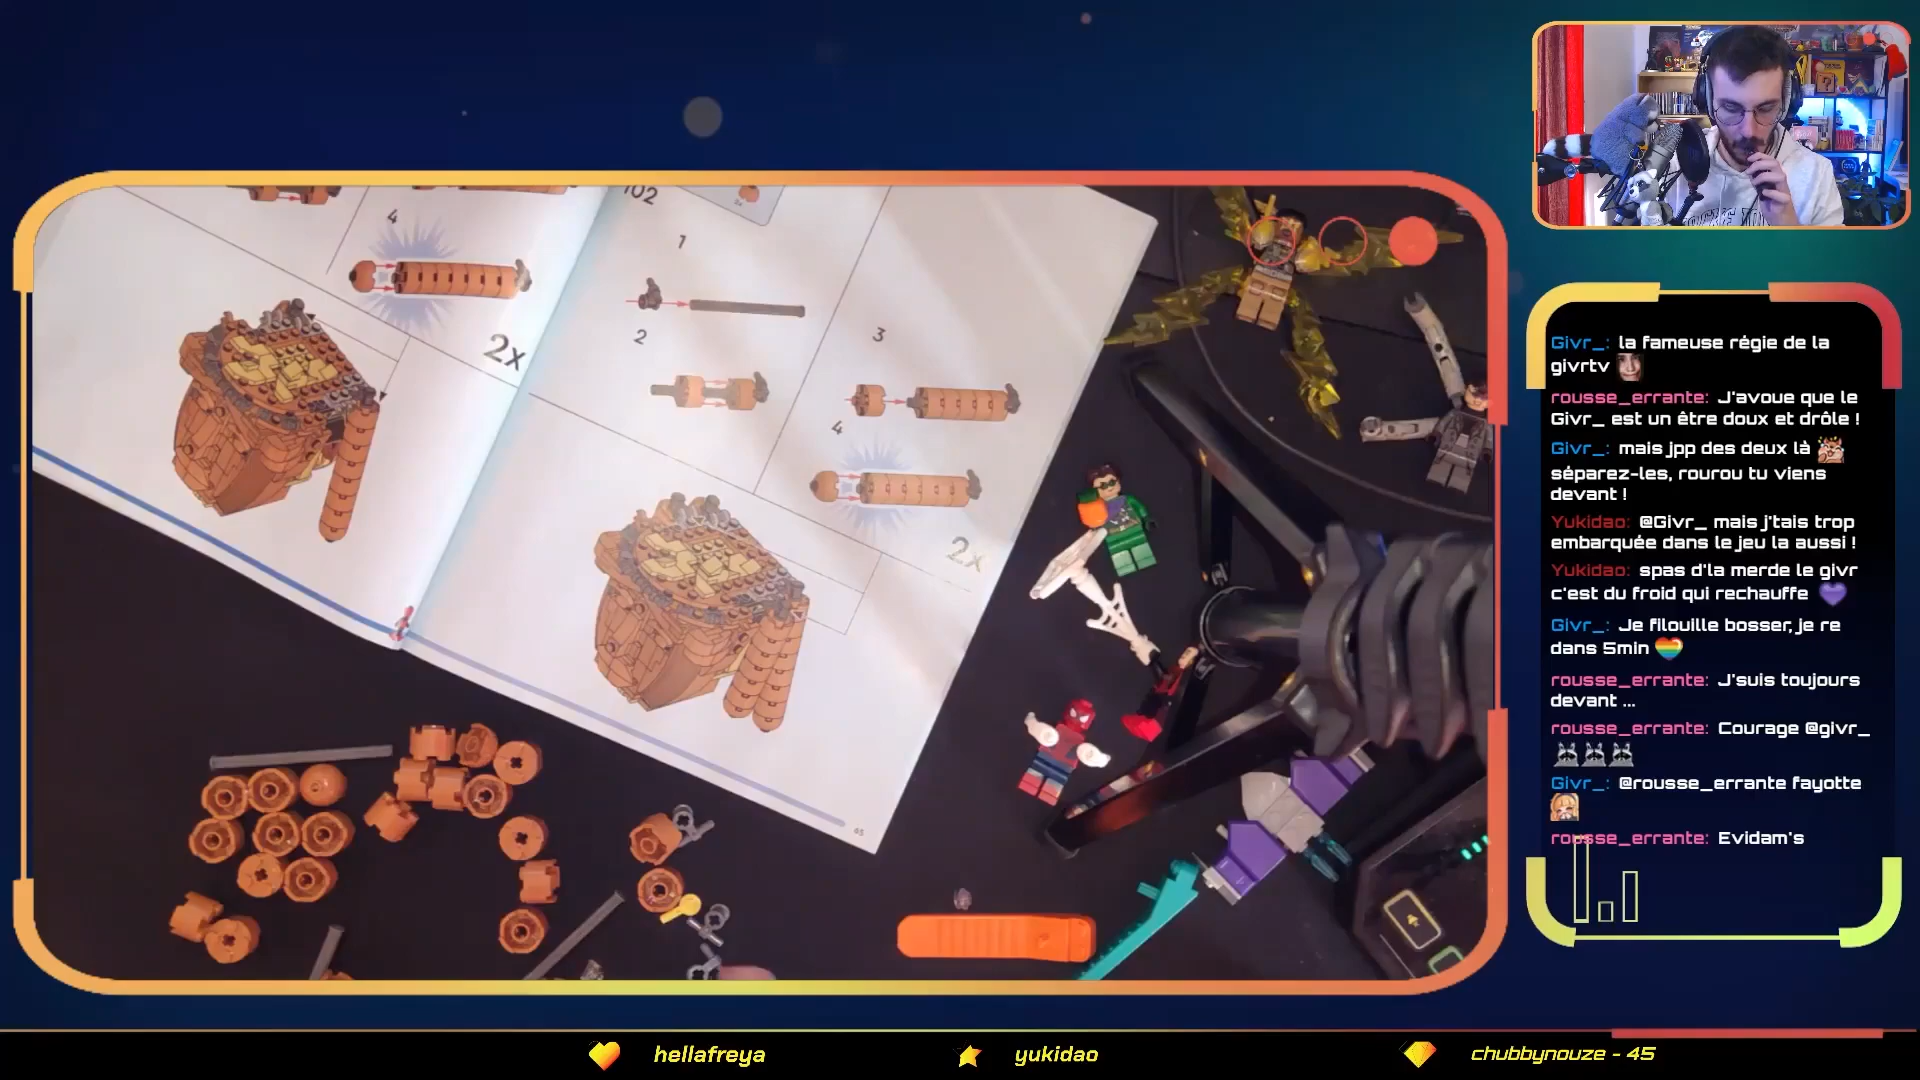 102
4
1
2
2x
3
4
2x
65
Givr_: la fameuse régie de la
givrtv
rousse_errante: J'avoue que le
Givr_ est un être doux et drôle !
Givr_: mais jpp des deux là
séparez-les, rourou tu viens
devant !
Yukidao: @Givr_ mais j'tais trop
embarquée dans le jeu la aussi !
Yukidao: spas d'la merde le givr
c'est du froid qui rechauffe
Givr_: Je filouille bosser, je re
dans 5min
rousse_errante: J'suis toujours
devant ...
rousse_errante: Courage @givr_
Givr_: @rousse_errante fayotte
rousse_errante: Evidam's
hellafreya
yukidao
chubbynouze - 45